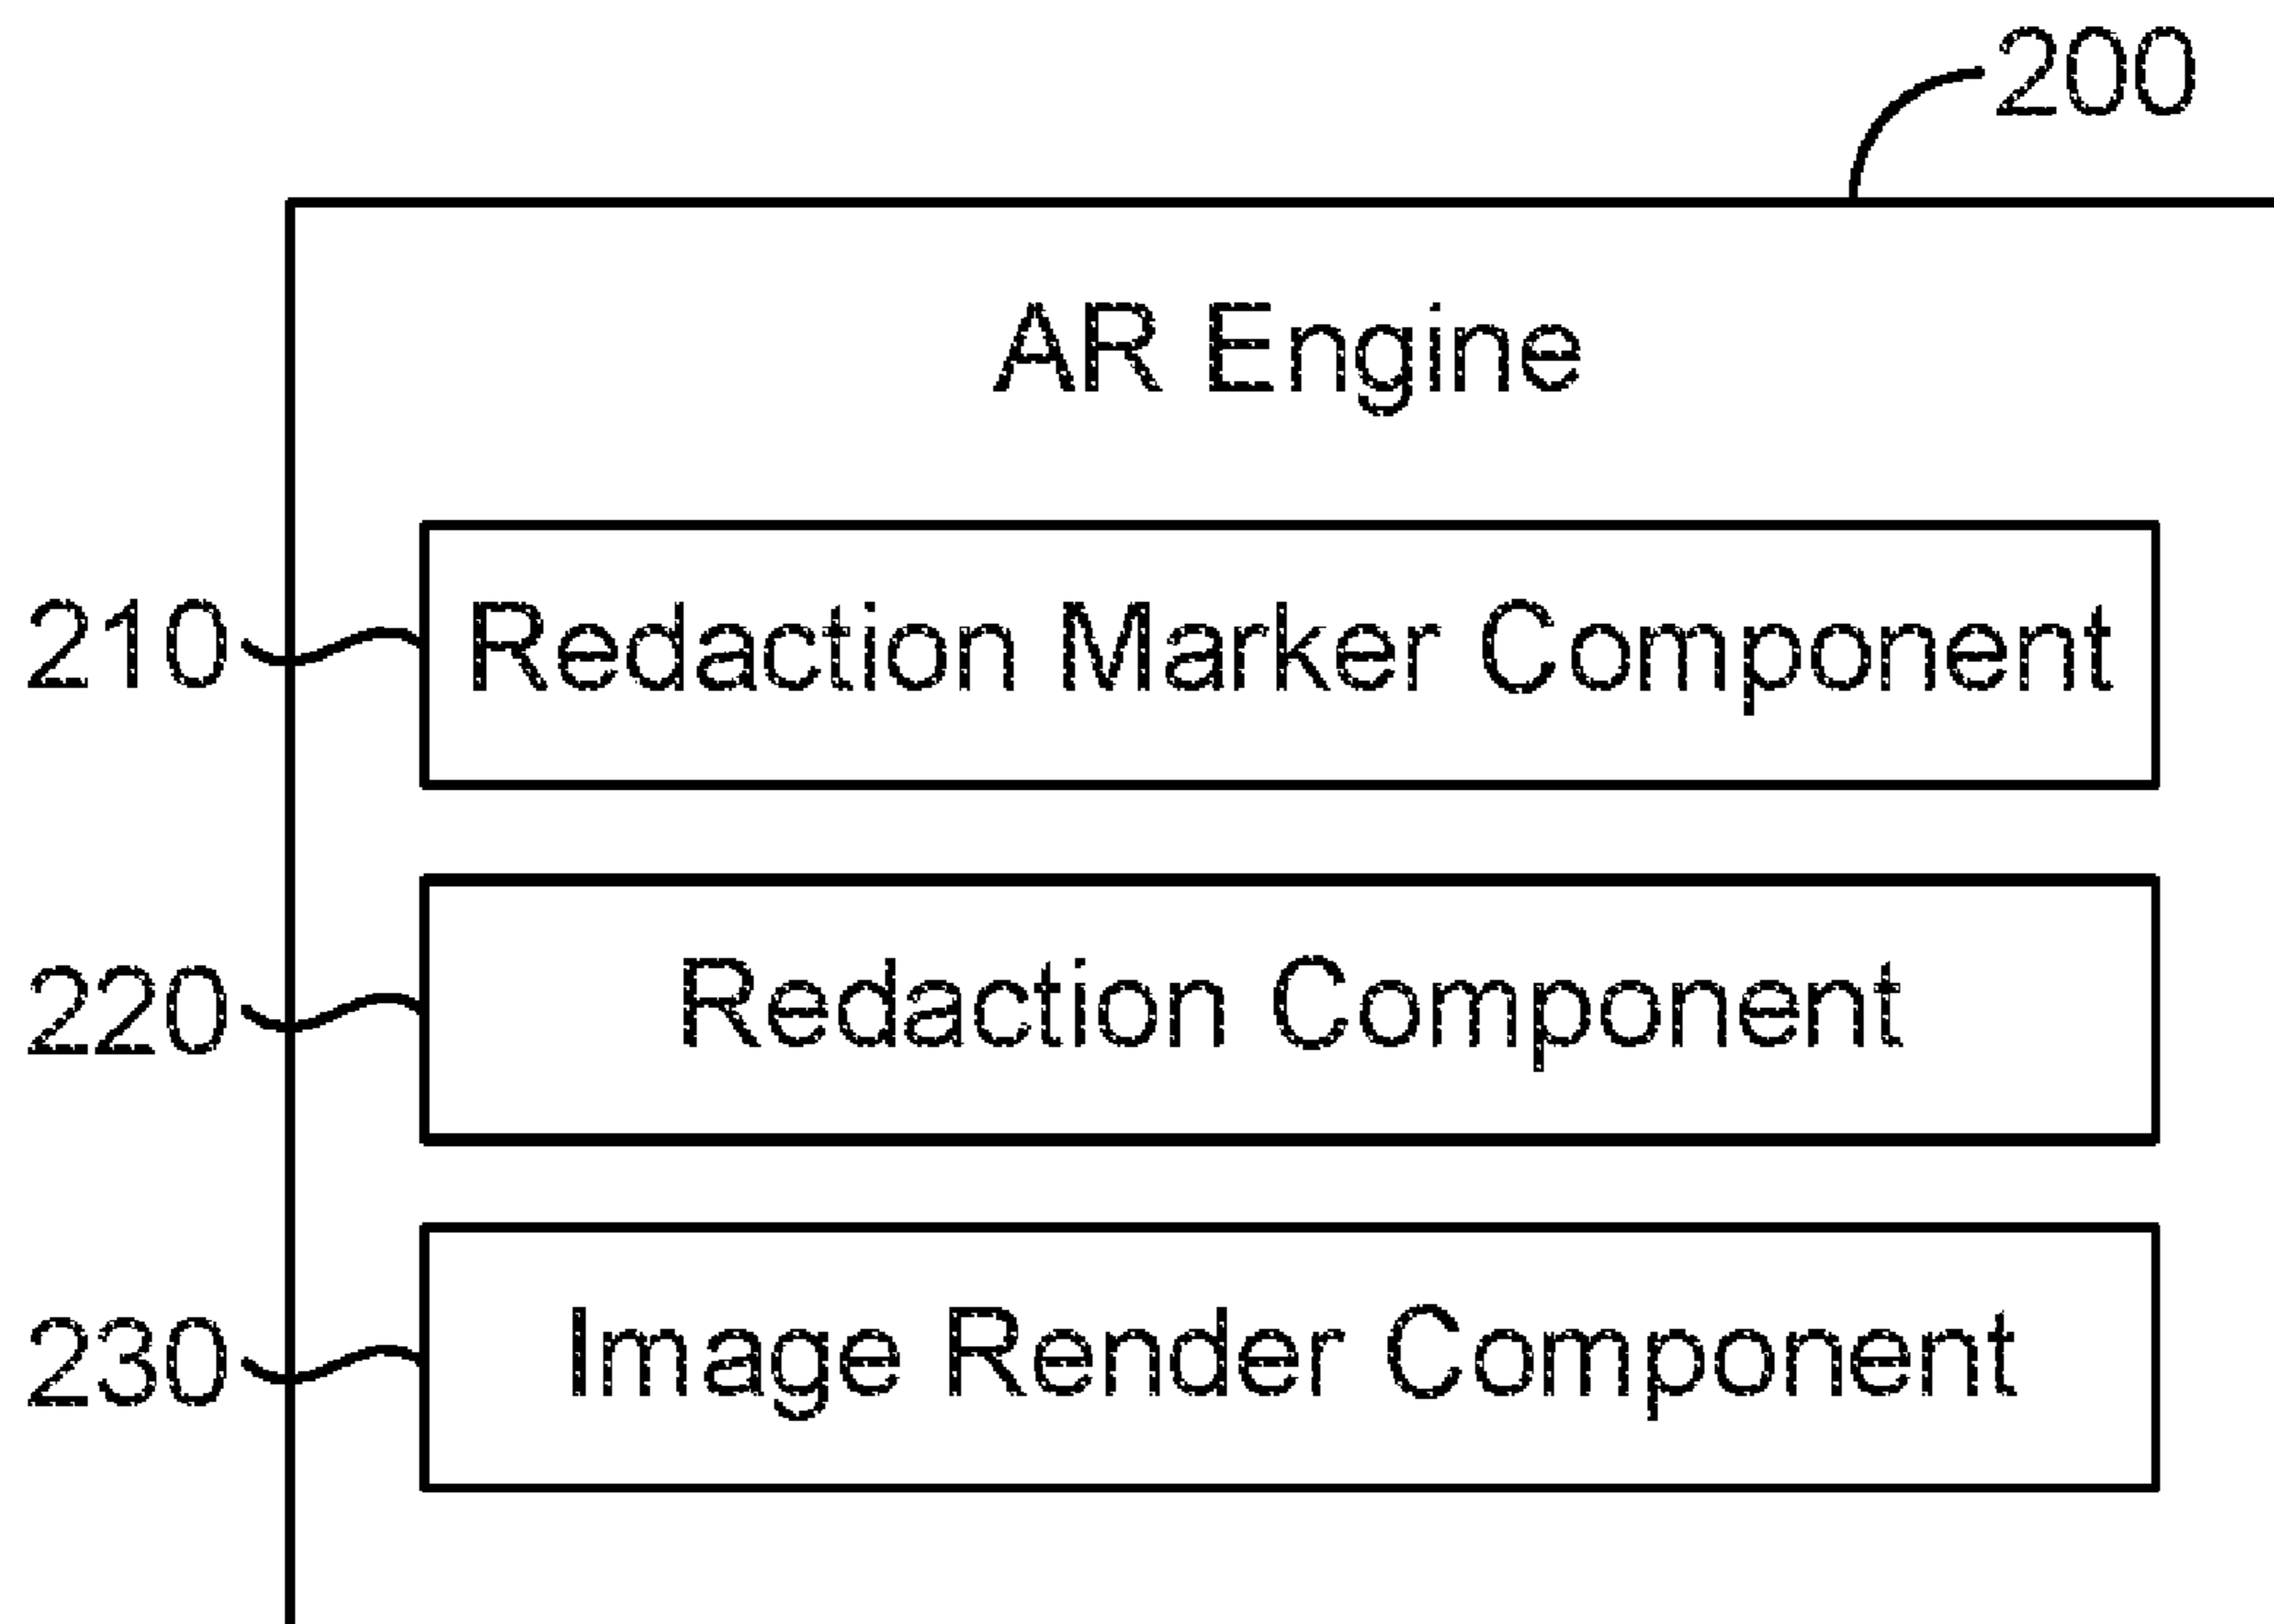 200
AR Engine
210 Redaction Marker Component
220 Redaction Component
230 Image Render Component